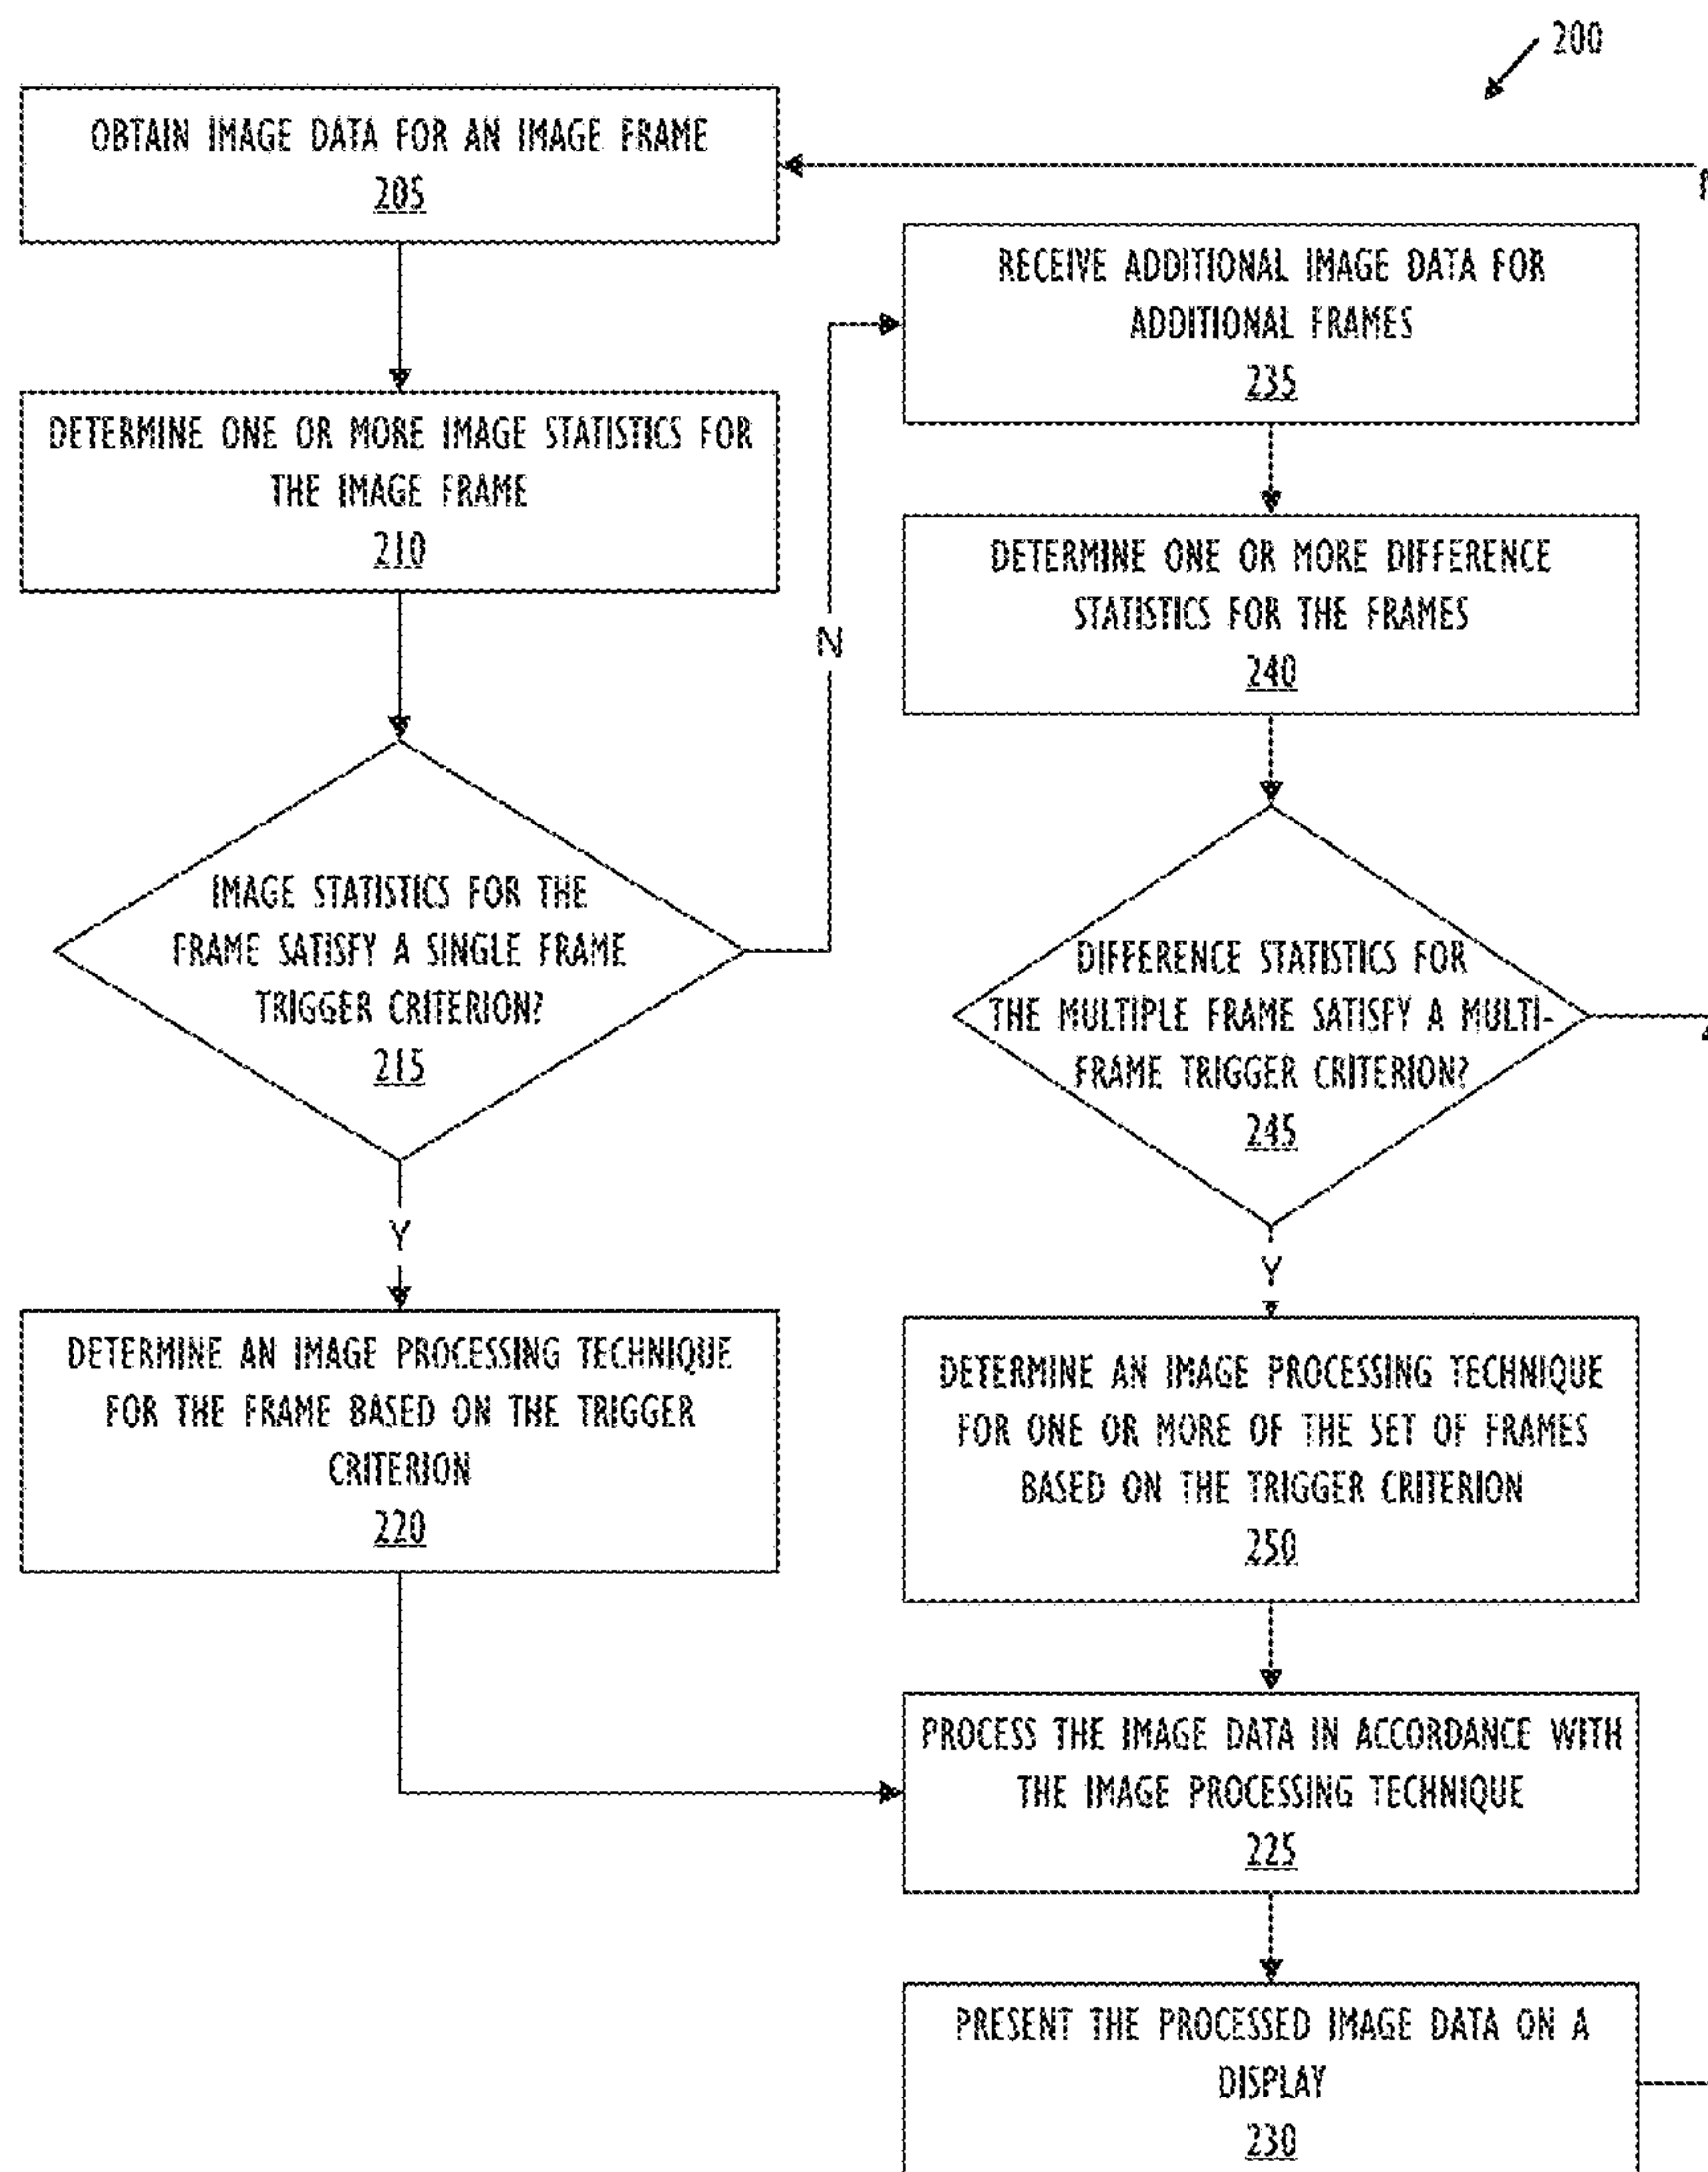 200
OBTAIN IMAGE DATA FOR AN IMAGE FRAME
205
DETERMINE ONE OR MORE IMAGE STATISTICS FOR
THE IMAGE FRAME
210
IMAGE STATISTICS FOR THE
FRAME SATISFY A SINGLE FRAME
TRIGGER CRITERION?
215
N
Y
DETERMINE AN IMAGE PROCESSING TECHNIQUE
FOR THE FRAME BASED ON THE TRIGGER
CRITERION
220
RECEIVE ADDITIONAL IMAGE DATA FOR
ADDITIONAL FRAMES
235
DETERMINE ONE OR MORE DIFFERENCE
STATISTICS FOR THE FRAMES
240
DIFFERENCE STATISTICS FOR
THE MULTIPLE FRAME SATISFY A MULTI-
FRAME TRIGGER CRITERION?
245
Y
DETERMINE AN IMAGE PROCESSING TECHNIQUE
FOR ONE OR MORE OF THE SET OF FRAMES
BASED ON THE TRIGGER CRITERION
250
PROCESS THE IMAGE DATA IN ACCORDANCE WITH
THE IMAGE PROCESSING TECHNIQUE
225
PRESENT THE PROCESSED IMAGE DATA ON A
DISPLAY
230